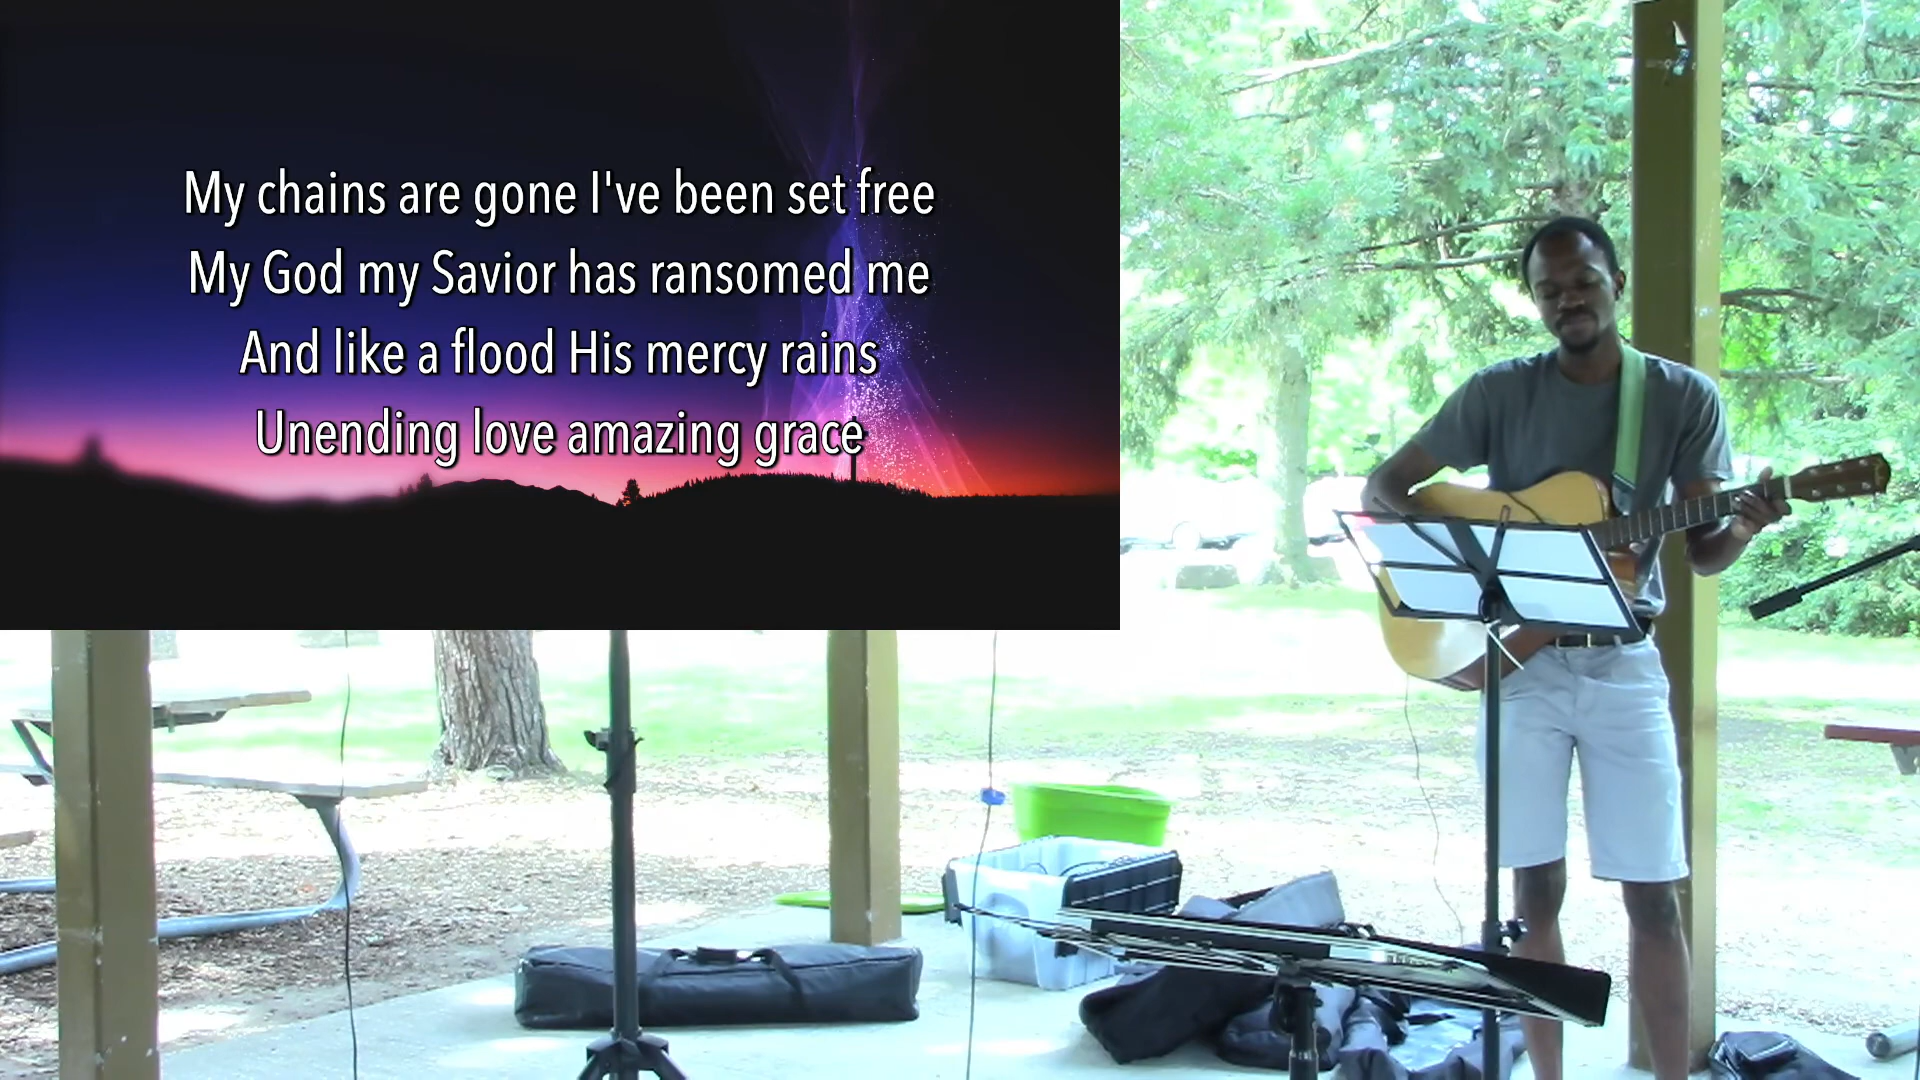 My chains are gone I've been set free
My God my Savior has ransomed me
And like a flood His mercy rains
Unending love amazing grace